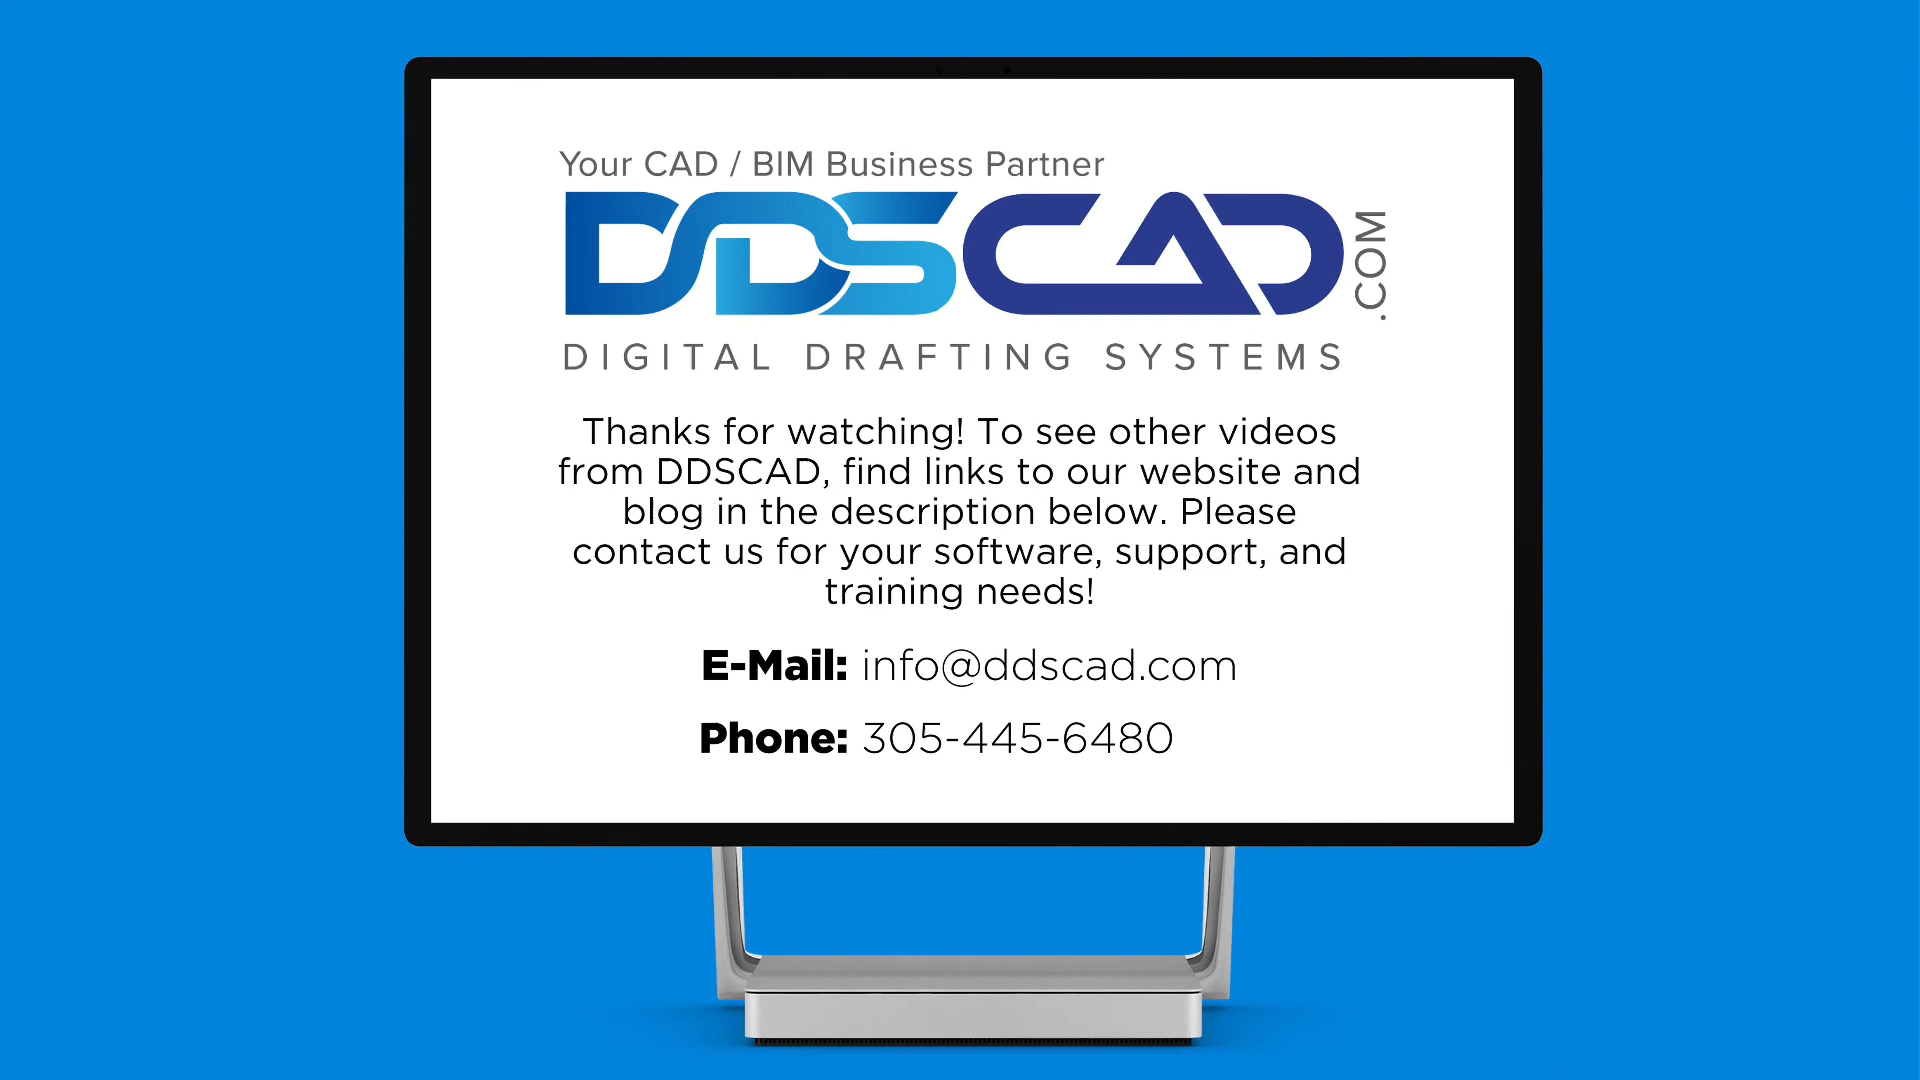 Your CAD / BIM Business Partner
DDSCAD.COM
DIGITAL DRAFTING SYSTEMS
Thanks for watching! To see other videos
from DDSCAD, find links to our website and
blog in the description below. Please
contact us for your software, support, and
training needs!
E-Mail: info@ddscad.com
Phone: 305-445-6480